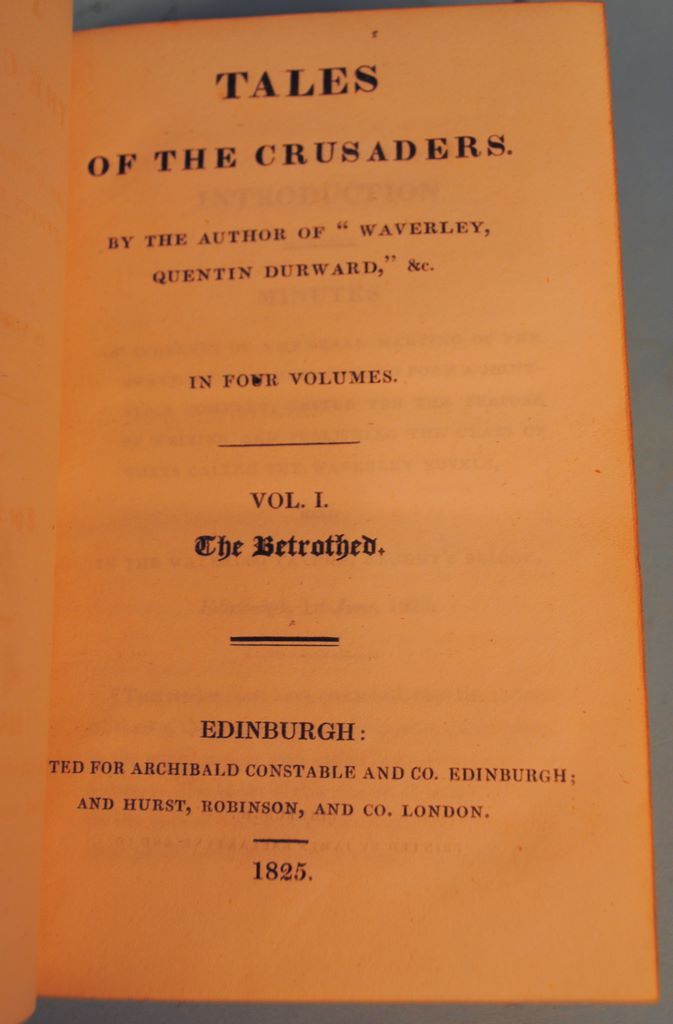 TALES
OF THE CRUSADERS.
BY THE AUTHOR OF “ WAVERLEY,
QUENTIN DURWARD,” &c.
IN FOUR VOLUMES.
VOL. I.
The Betrothed.
EDINBURGH:
TED FOR ARCHIBALD CONSTABLE AND CO. EDINBURGH;
AND HURST, ROBINSON, AND CO. LONDON.
1825.